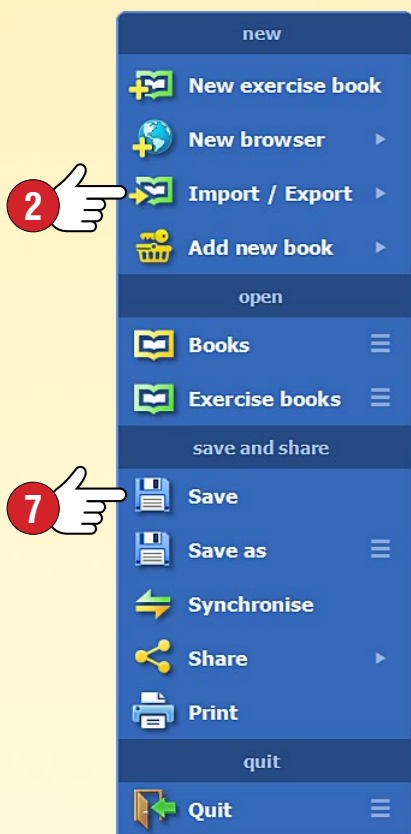 new
New exercise book
New browser
2
Import / Export
Add new book
open
Books
Exercise books
save and share
7
Save
Save as
Synchronise
Share
Print
quit
Quit